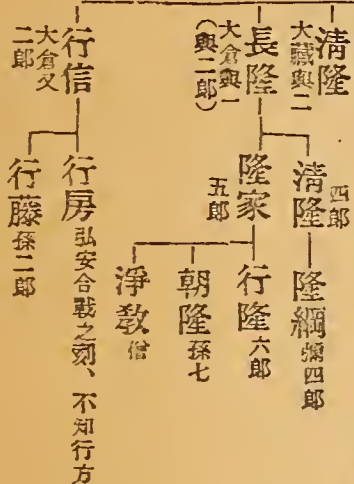 清隆
大藏與二
長隆
大倉與一
(與二郎)
行信
大倉又
二郎
清隆
四郎
隆綱 彌四郎
隆家
五郎
行隆 六郎
朝隆 孫七
淨敎 僧
行房 弘安合戰之刻、不知行方
行藤 孫二郎